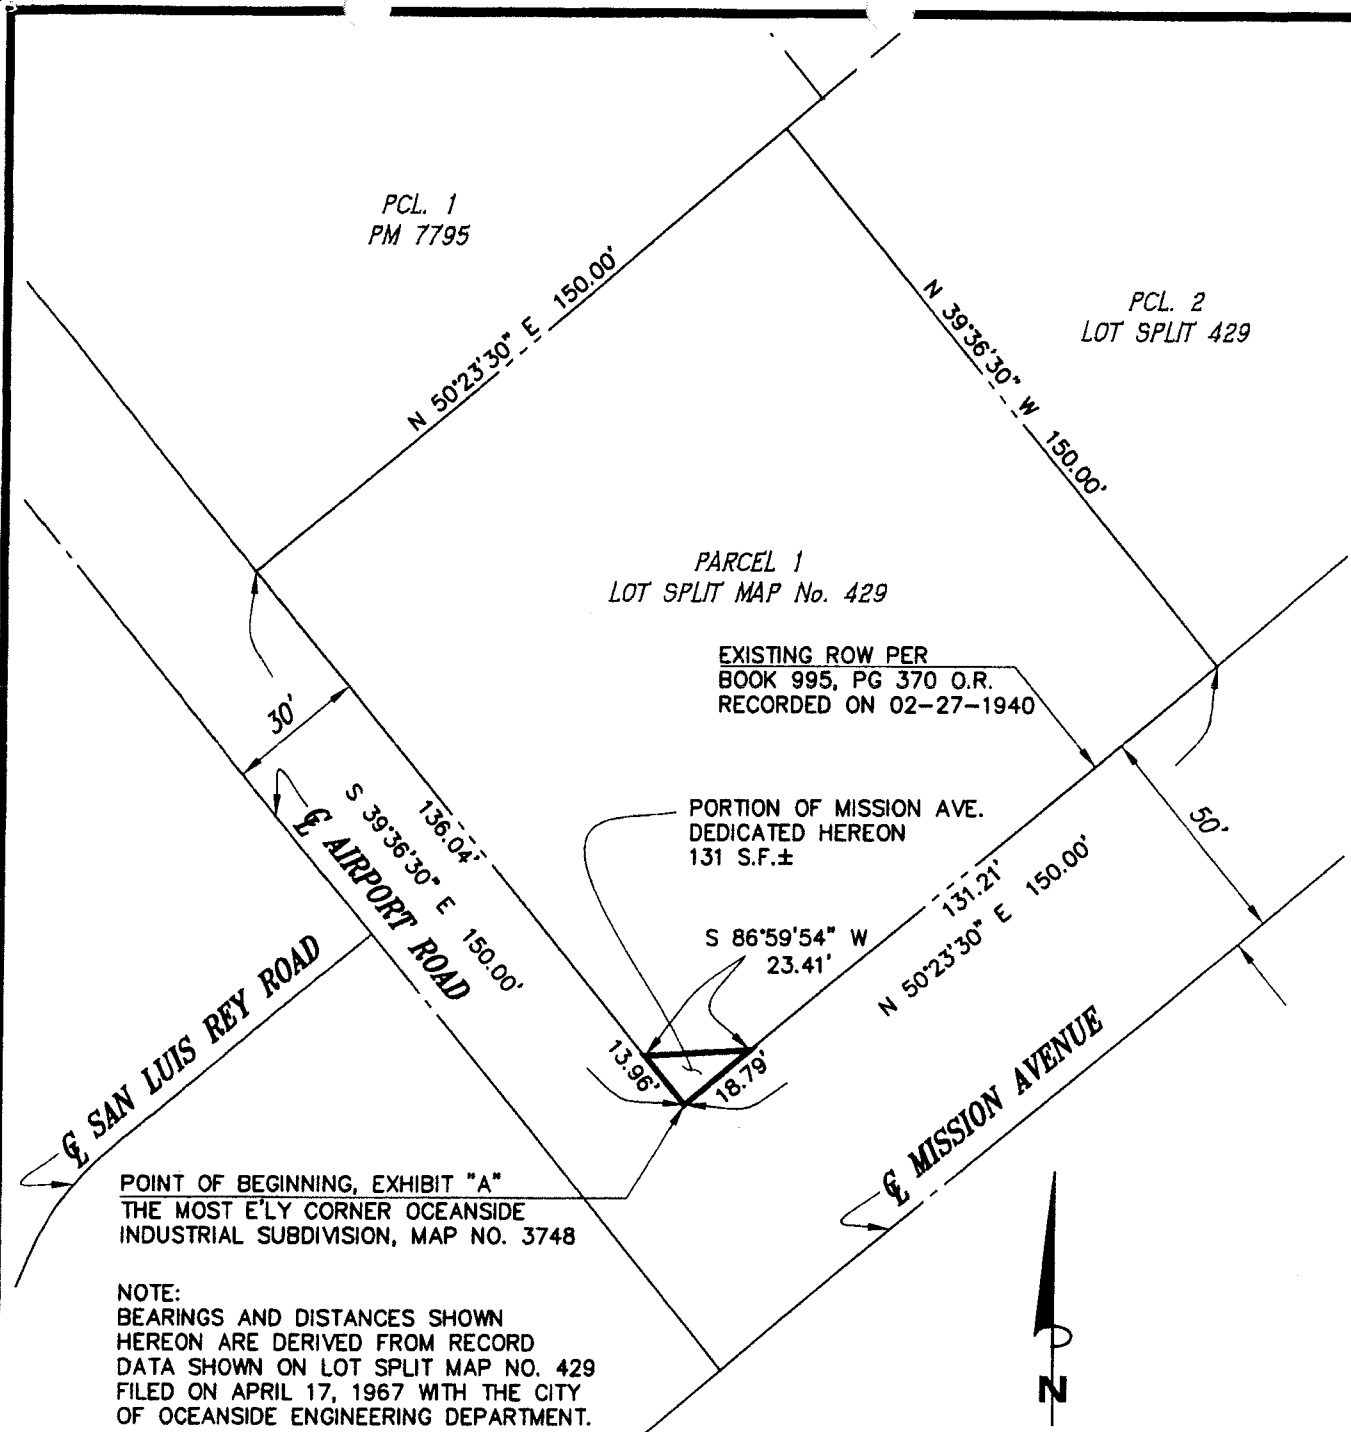 PCL. 1
PM 7795
N 50°23'30" E 150.00'
N 39°36'30" W 150.00'
PCL. 2
LOT SPLIT 429
PARCEL 1
LOT SPLIT MAP No. 429
EXISTING ROW PER
BOOK 995, PG 370 O.R.
RECORDED ON 02-27-1940
30'
136.04'
S 39°36'30" E 150.00'
℄ AIRPORT ROAD
PORTION OF MISSION AVE.
DEDICATED HEREON
131 S.F.±
50'
131.21'
N 50°23'30" E 150.00'
S 86°59'54" W
23.41'
℄ SAN LUIS REY ROAD
13.96'
18.79'
℄ MISSION AVENUE
POINT OF BEGINNING, EXHIBIT "A"
THE MOST E'LY CORNER OCEANSIDE
INDUSTRIAL SUBDIVISION, MAP NO. 3748
NOTE:
BEARINGS AND DISTANCES SHOWN
HEREON ARE DERIVED FROM RECORD
DATA SHOWN ON LOT SPLIT MAP NO. 429
FILED ON APRIL 17, 1967 WITH THE CITY
OF OCEANSIDE ENGINEERING DEPARTMENT.
N